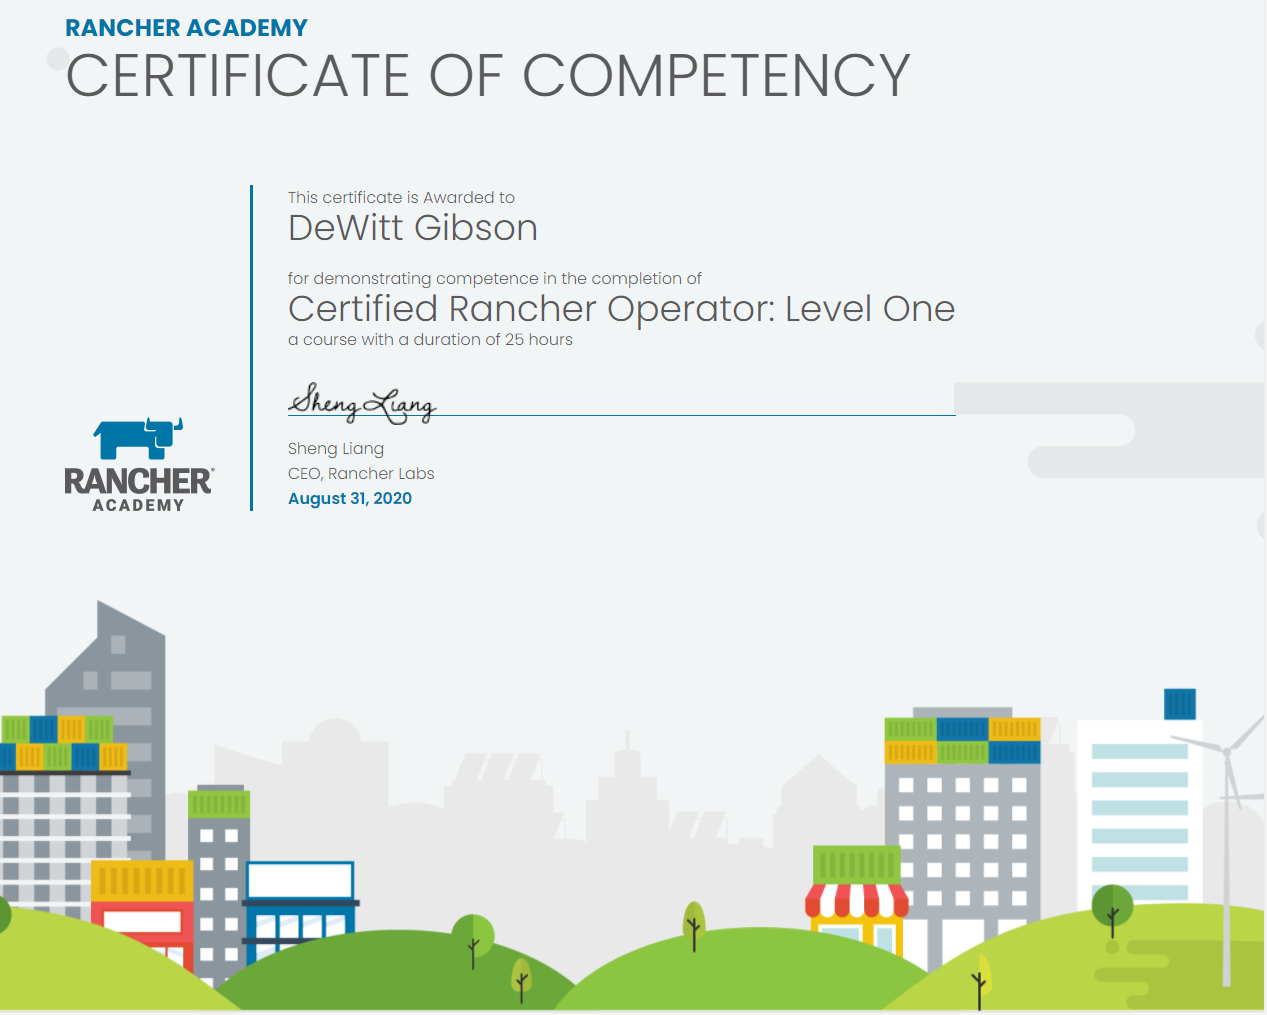 RANCHER ACADEMY
CERTIFICATE OF COMPETENCY
This certificate is Awarded to
DeWitt Gibson
for demonstrating competence in the completion of
Certified Rancher Operator: Level One
a course with a duration of 25 hours
Sheng Liang
Sheng Liang
CEO, Rancher Labs
August 31, 2020
RANCHER®
ACADEMY